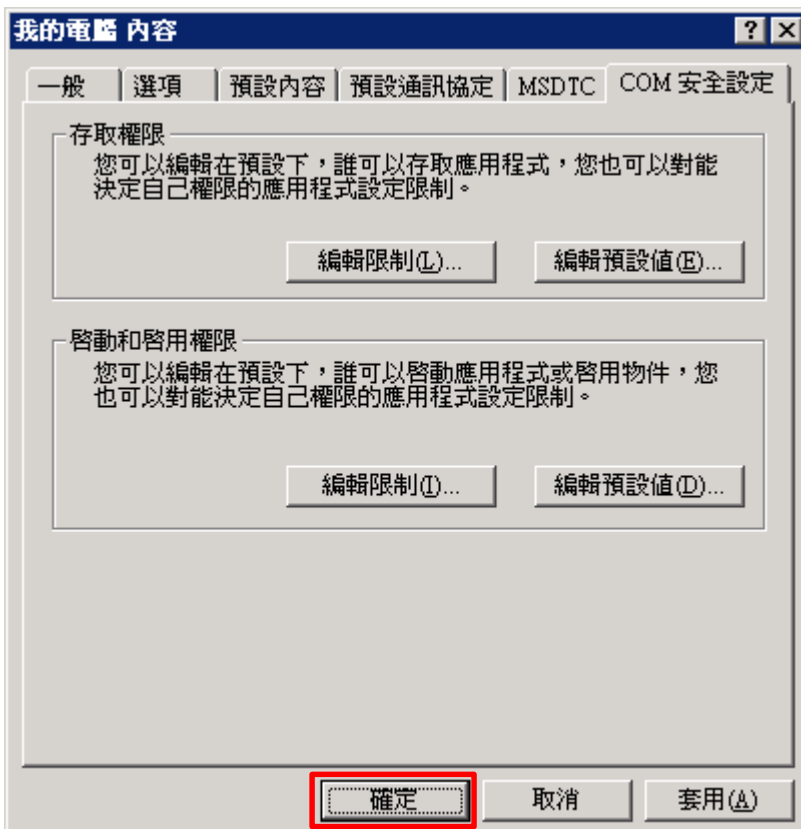 我的電腦 內容
一般 選項 預設內容 預設通訊協定 MSDTC COM 安全設定
存取權限
您可以編輯在預設下，誰可以存取應用程式，您也可以對能
決定自己權限的應用程式設定限制。
編輯限制(L)... 編輯預設值(E)...
啓動和啓用權限
您可以編輯在預設下，誰可以啓動應用程式或啓用物件，您
也可以對能決定自己權限的應用程式設定限制。
編輯限制(I)... 編輯預設值(D)...
確定 取消 套用(A)